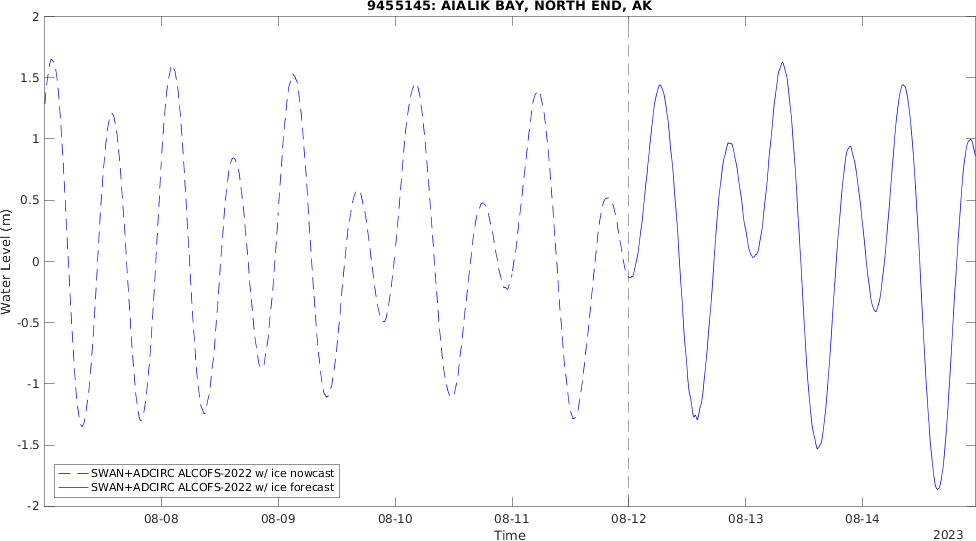 9455145: AIALIK BAY, NORTH END, AK
2
1.5
1
0.5
0
-0.5
-1
-1.5
-2
Water Level (m)
SWAN+ADCIRC ALCOFS-2022 w/ ice nowcast
SWAN+ADCIRC ALCOFS-2022 w/ ice forecast
08-08 08-09 08-10 08-11 08-12 08-13 08-14
Time
2023